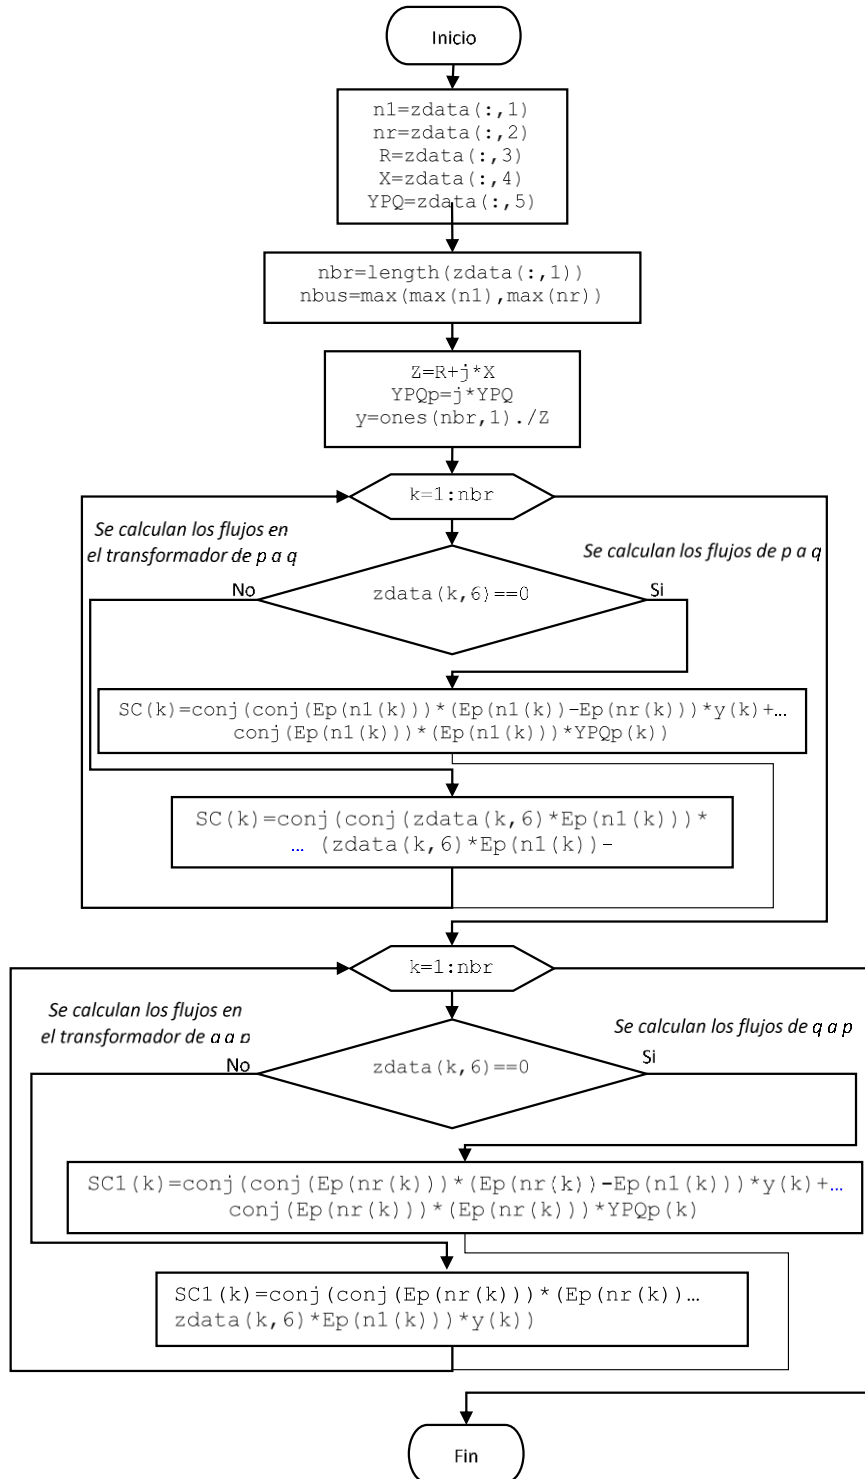 Inicio
n1=zdata(:,1)
nr=zdata(:,2)
R=zdata(:,3)
X=zdata(:,4)
YPQ=zdata(:,5)
nbr=length(zdata(:,1))
nbus=max(max(n1),max(nr))
Z=R+j*X
YPQp=j*YPQ
y=ones(nbr,1)./Z
k=1:nbr
Se calculan los flujos en
el transformador de p a q
Se calculan los flujos de p a q
No
zdata(k,6)==0
Si
SC(k)=conj(conj(Ep(n1(k)))*(Ep(n1(k))-Ep(nr(k)))*y(k)+...
conj(Ep(n1(k)))*(Ep(n1(k)))*YPQp(k))
SC(k)=conj(conj(zdata(k,6)*Ep(n1(k)))*
... (zdata(k,6)*Ep(n1(k))-
k=1:nbr
Se calculan los flujos en
el transformador de q a p
Se calculan los flujos de q a p
No
zdata(k,6)==0
Si
SC1(k)=conj(conj(Ep(nr(k)))*(Ep(nr(k))-Ep(n1(k)))*y(k)+...
conj(Ep(nr(k)))*(Ep(nr(k)))*YPQp(k)
SC1(k)=conj(conj(Ep(nr(k)))*(Ep(nr(k))...
zdata(k,6)*Ep(n1(k)))*y(k))
Fin